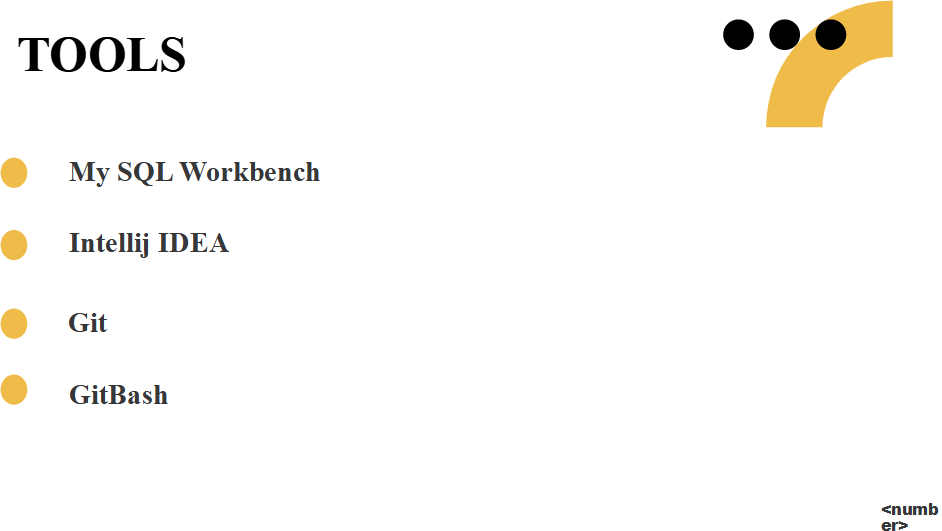 TOOLS
My SQL Workbench
Intellij IDEA
Git
GitBash
<numb
er>